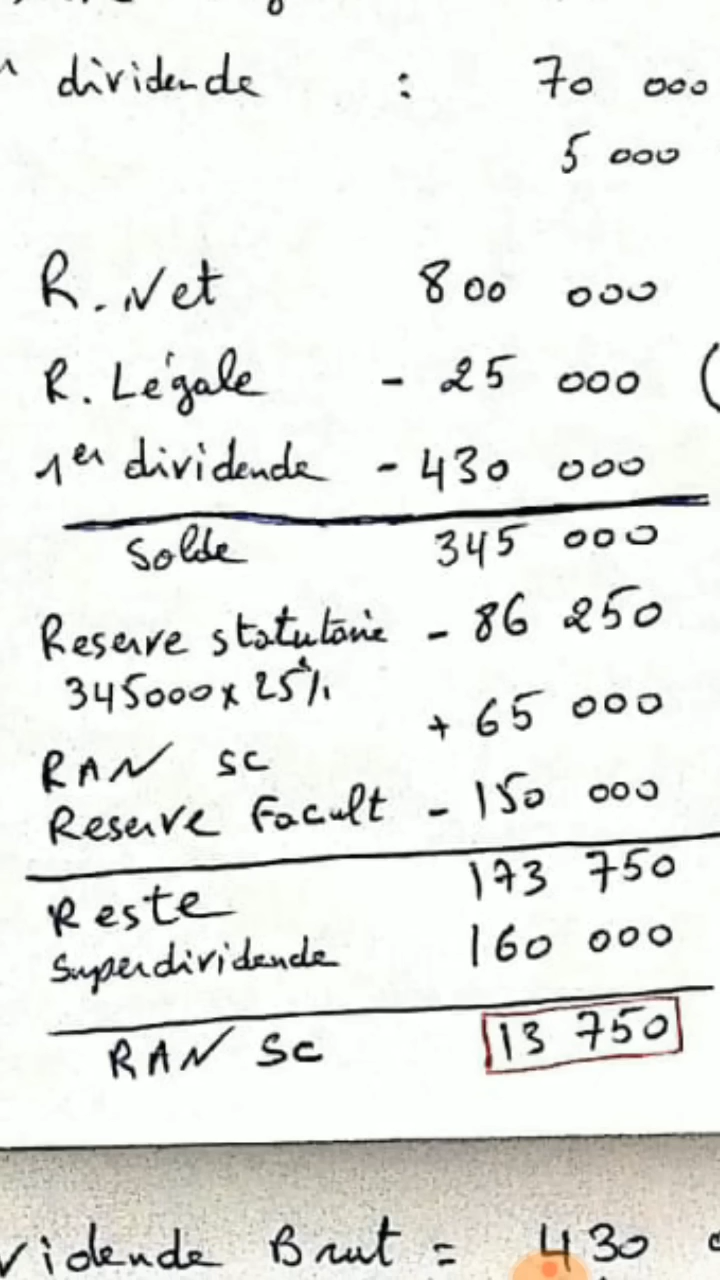 dividende : 70 000
5 000
R. Net 800 000
R. Légale - 25 000 (
1er dividende - 430 000
Solde 345 000
Reserve statutaire - 86 250
345000 x 25%
+ 65 000
RAN SC
Reserve Facult - 150 000
Reste 173 750
Superdividende 160 000
RAN SC 13 750
vidende Brut = 430